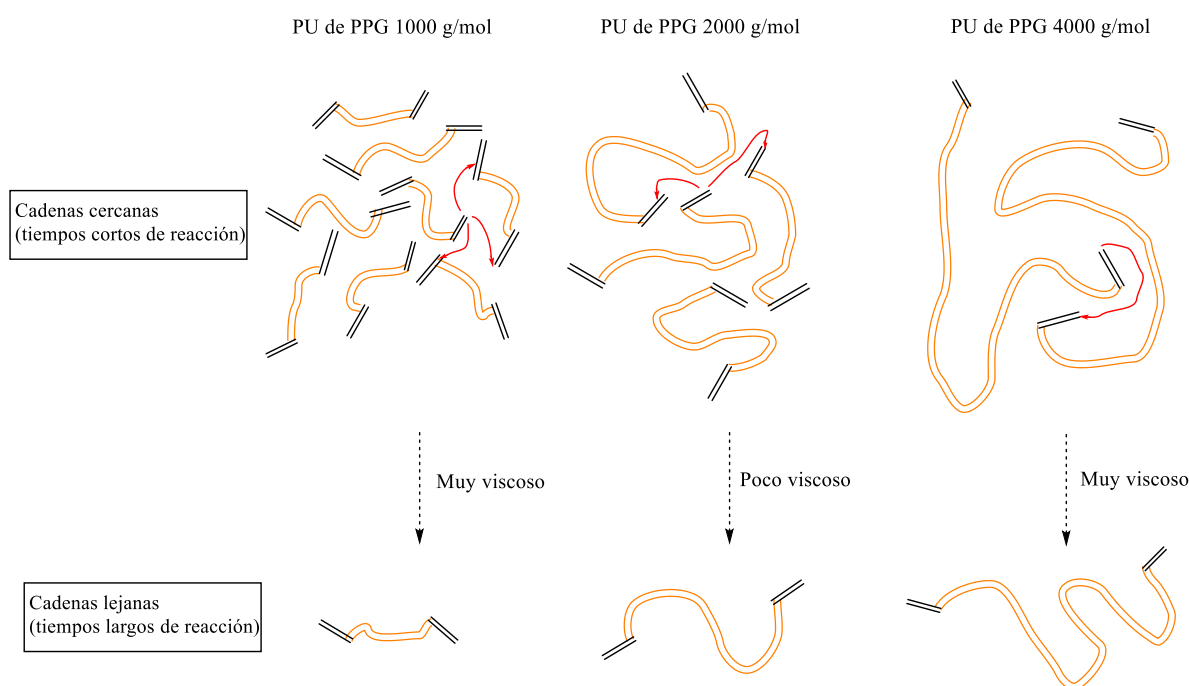 PU de PPG 1000 g/mol
PU de PPG 2000 g/mol
PU de PPG 4000 g/mol
Cadenas cercanas
(tiempos cortos de reacción)
Muy viscoso
Poco viscoso
Muy viscoso
Cadenas lejanas
(tiempos largos de reacción)